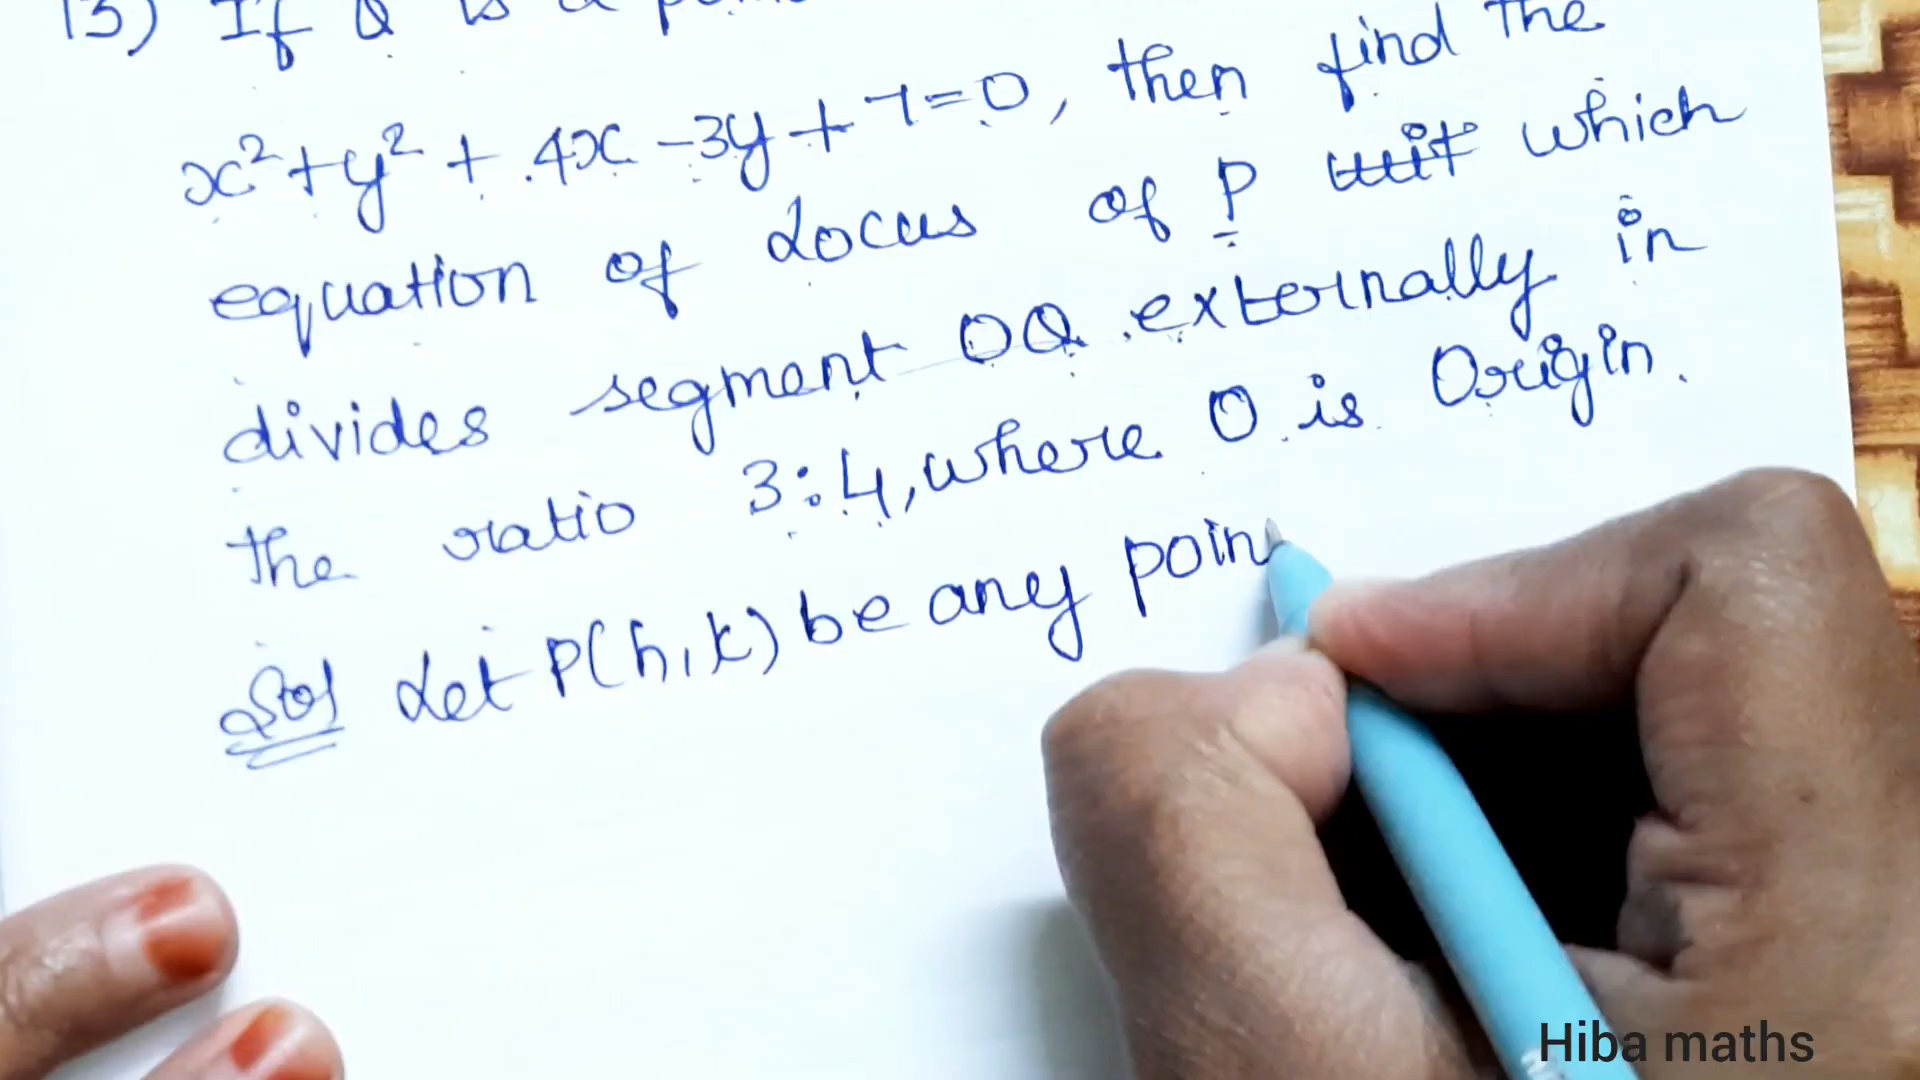 13) If Q is a
x²+y² + 4x -3y + 7=0, then find the
equation of Locus of P which
divides segment OQ externally in
the ratio 3:4, where O is Origin.
Sol Let P(h,k) be any poin
Hiba maths